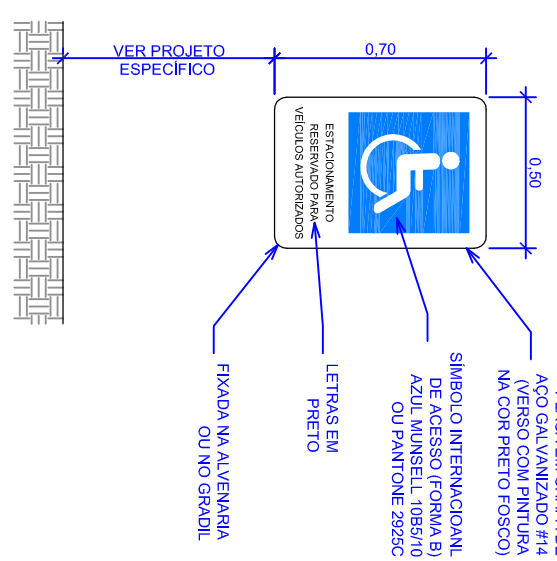 VER PROJETO
ESPECÍFICO
0,70
0,50
ESTACIONAMENTO
RESERVADO PARA
VEÍCULOS AUTORIZADOS
AÇO GALVANIZADO #14
(VERSO COM PINTURA
NA COR PRETO FOSCO)
SÍMBOLO INTERNACIOANL
DE ACESSO (FORMA B)
AZUL MUNSELL 10B5/10
OU PANTONE 2925C
LETRAS EM
PRETO
FIXADA NA ALVENARIA
OU NO GRADIL